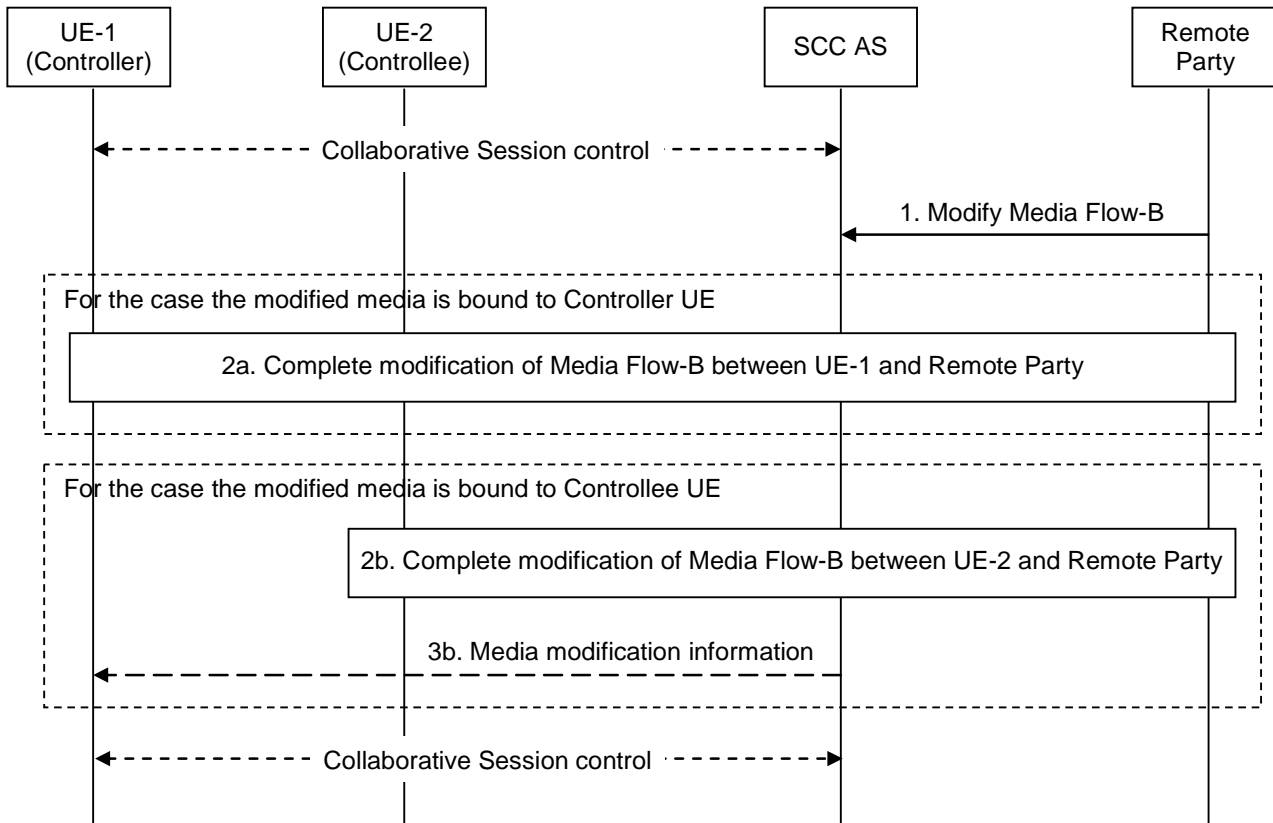 UE-1
(Controller)
UE-2
(Controllee)
SCC AS
Remote
Party
Collaborative Session control
1. Modify Media Flow-B
For the case the modified media is bound to Controller UE
2a. Complete modification of Media Flow-B between UE-1 and Remote Party
For the case the modified media is bound to Controllee UE
2b. Complete modification of Media Flow-B between UE-2 and Remote Party
3b. Media modification information
Collaborative Session control